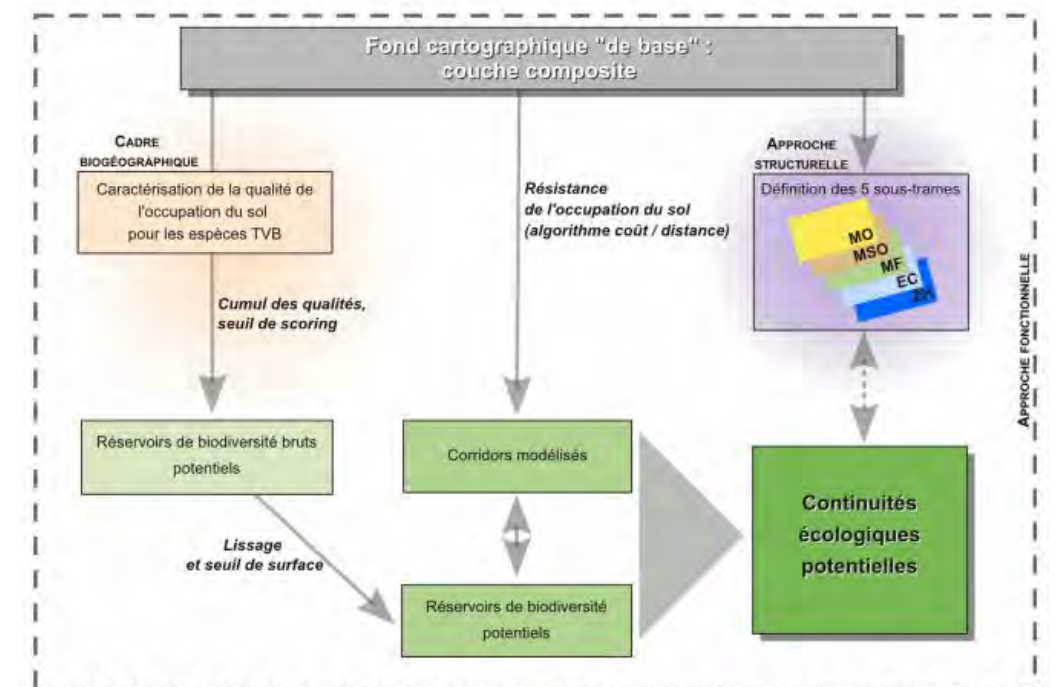 Fond cartographique "de base" :
couche composite
CADRE
BIOGÉOGRAPHIQUE
Caractérisation de la qualité de
l'occupation du sol
pour les espèces TVB
Cumul des qualités,
seuil de scoring
Résistance
de l'occupation du sol
(algorithme coût / distance)
APPROCHE
STRUCTURELLE
Définition des 5 sous-trames
MO
MSO
MF
EC
ZH
APPROCHE FONCTIONNELLE
Réservoirs de biodiversité bruts
potentiels
Corridors modélisés
Lissage
et seuil de surface
Réservoirs de biodiversité
potentiels
Continuités
écologiques
potentielles